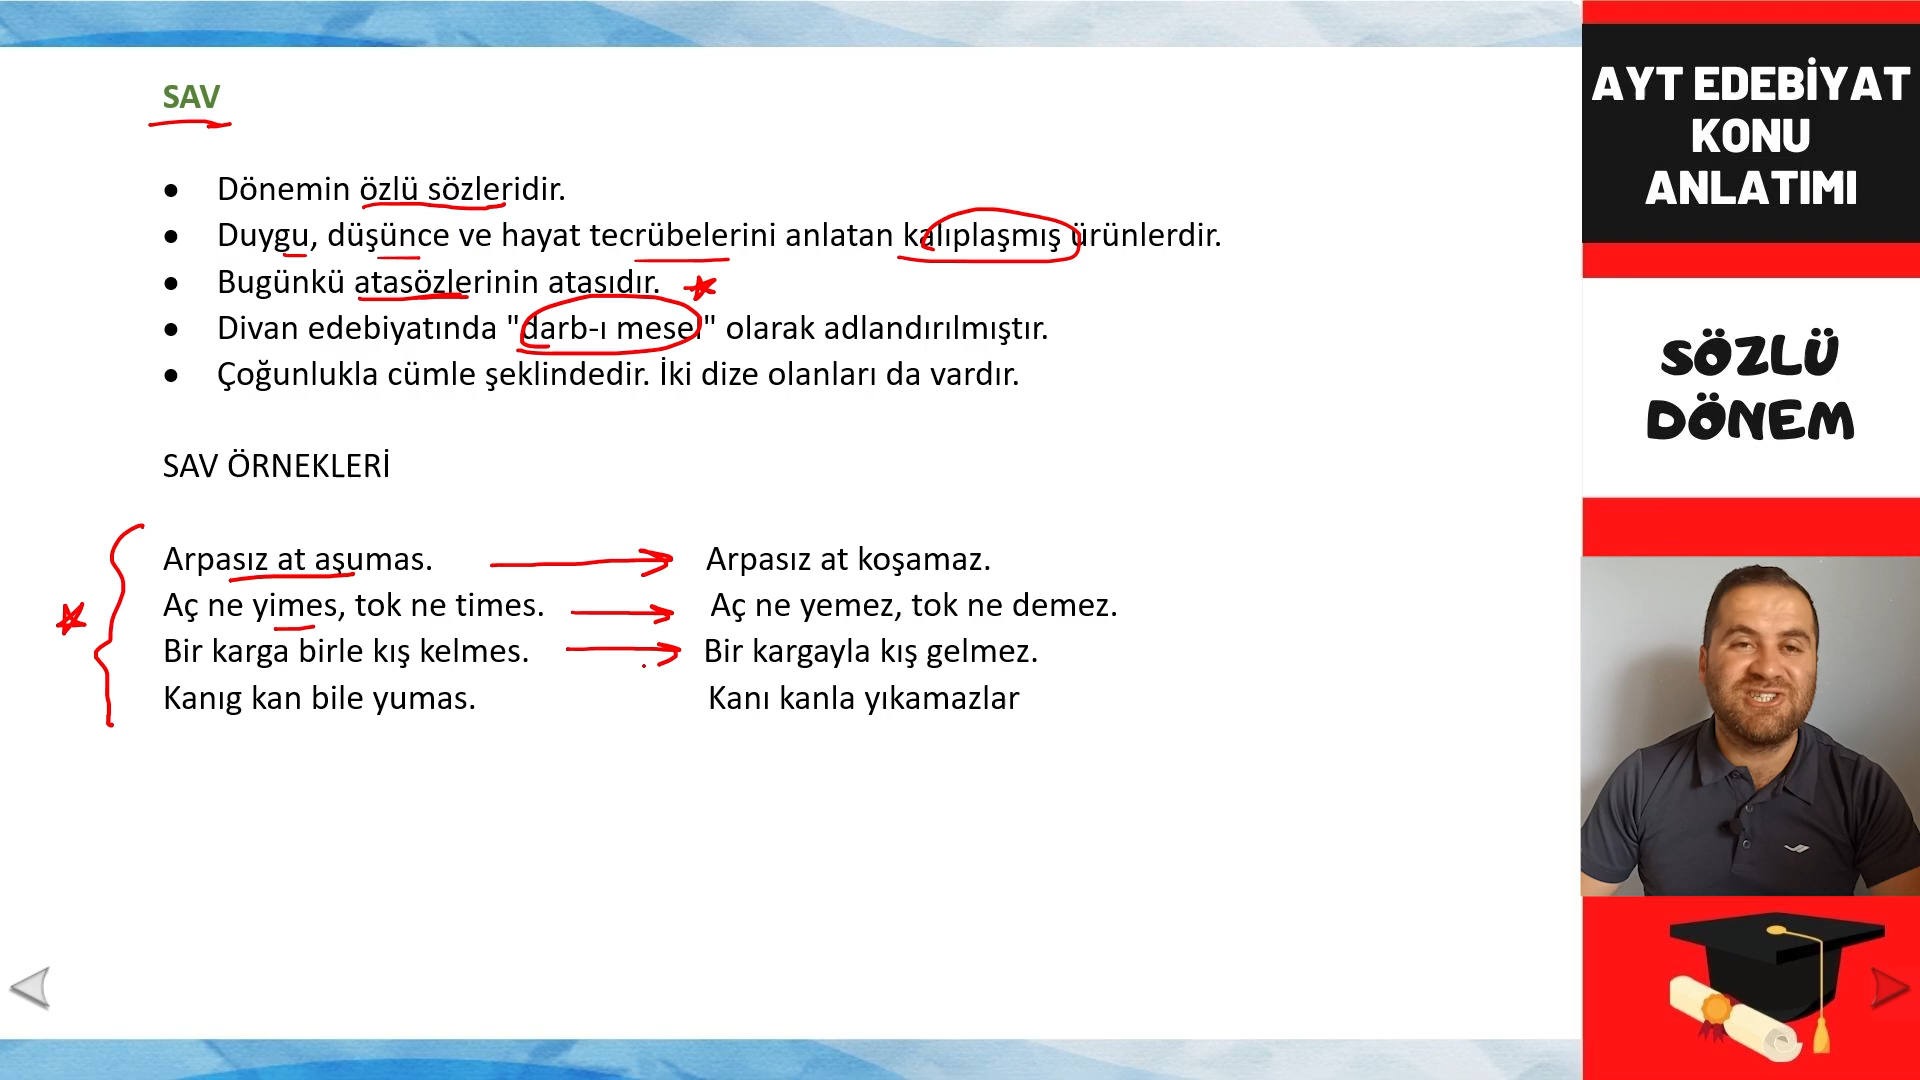 SAV
• Dönemin özlü sözleridir.
• Duygu, düşünce ve hayat tecrübelerini anlatan kalıplaşmış ürünlerdir.
• Bugünkü atasözlerinin atasıdır.
• Divan edebiyatında "darb-ı mesel" olarak adlandırılmıştır.
• Çoğunlukla cümle şeklindedir. İki dize olanları da vardır.
SAV ÖRNEKLERİ
Arpasız at aşumas. Arpasız at koşamaz.
Aç ne yimes, tok ne times. Aç ne yemez, tok ne demez.
Bir karga birle kış kelmes. Bir kargayla kış gelmez.
Kanıg kan bile yumas. Kanı kanla yıkamazlar
AYT EDEBİYAT
KONU
ANLATIMI
SÖZLÜ
DÖNEM